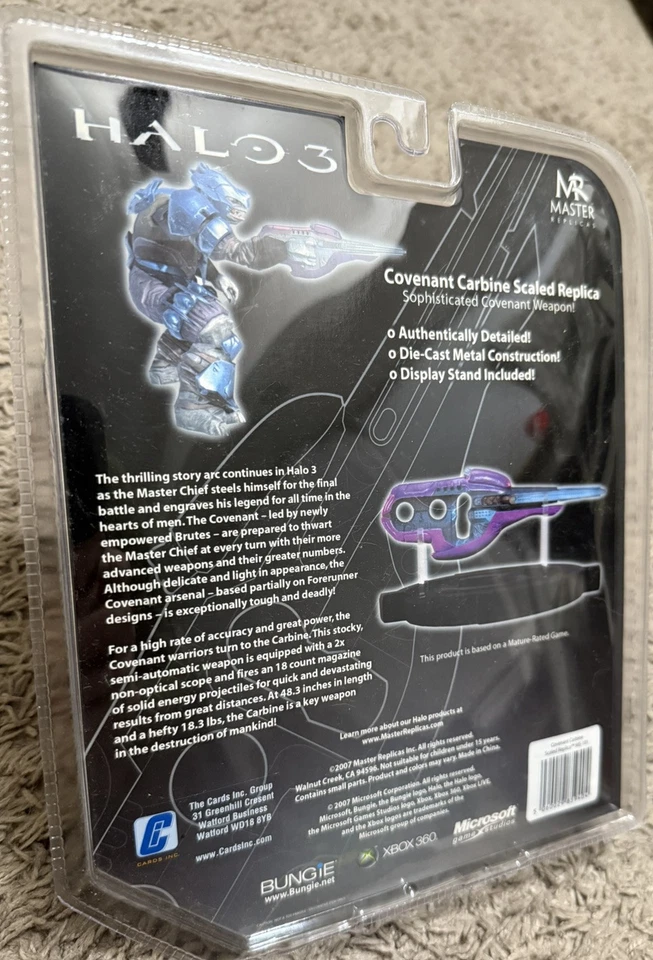 HALO 3
MR
MASTER
REPLICAS
Covenant Carbine Scaled Replica
Sophisticated Covenant Weapon!
o Authentically Detailed!
o Die-Cast Metal Construction!
o Display Stand Included!
The thrilling story arc continues in Halo 3
as the Master Chief steels himself for the final
battle and engraves his legend for all time in the
hearts of men. The Covenant – led by newly
empowered Brutes – are prepared to thwart
the Master Chief at every turn with their more
advanced weapons and their greater numbers.
Although delicate and light in appearance, the
Covenant arsenal – based partially on Forerunner
designs – is exceptionally tough and deadly!
For a high rate of accuracy and great power, the
Covenant warriors turn to the Carbine. This stocky,
semi-automatic weapon is equipped with a 2x
non-optical scope and fires an 18 count magazine
of solid energy projectiles for quick and devastating
results from great distances. At 48.3 inches in length
and a hefty 18.3 lbs, the Carbine is a key weapon
in the destruction of mankind!
This product is based on a Mature-Rated Game.
Learn more about our Halo products at
www.MasterReplicas.com
©2007 Master Replicas Inc. All rights reserved.
Walnut Creek, CA 94596. Not suitable for children under 15 years.
Contains small parts. Product and colors may vary. Made in China.
© 2007 Microsoft Corporation. All rights reserved.
Microsoft, Bungie, the Bungie logo, Halo, the Halo logo,
the Microsoft Games Studios logo, Xbox, Xbox 360, Xbox LIVE,
and the Xbox logos are trademarks of the
Microsoft group of companies.
The Cards Inc. Group
31 Greenhill Cresent
Watford Business
Watford WD18 8YB
www.CardsInc.com
C
CARDS INC
BUNGIE
www.Bungie.net
XBOX 360
Microsoft
game studios
Covenant Carbine